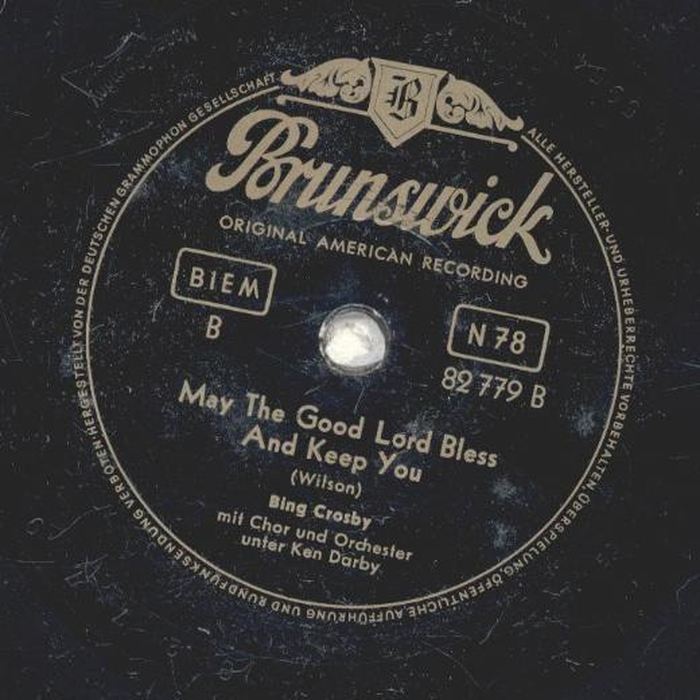 B
Brunswick
ORIGINAL AMERICAN RECORDING
BIEM
B
N 78
82 779 B
May The Good Lord Bless
And Keep You
(Wilson)
Bing Crosby
mit Chor und Orchester
unter Ken Darby
ALLE HERSTELLER- UND URHEBERRECHTE VORBEHALTEN, ÜBERSPIELUNG ÖFFENTLICHE AUFFÜHRUNG UND RUNDFUNKSENDUNG VERBOTEN · HERGESTELLT VON DER DEUTSCHEN GRAMMOPHON GESELLSCHAFT